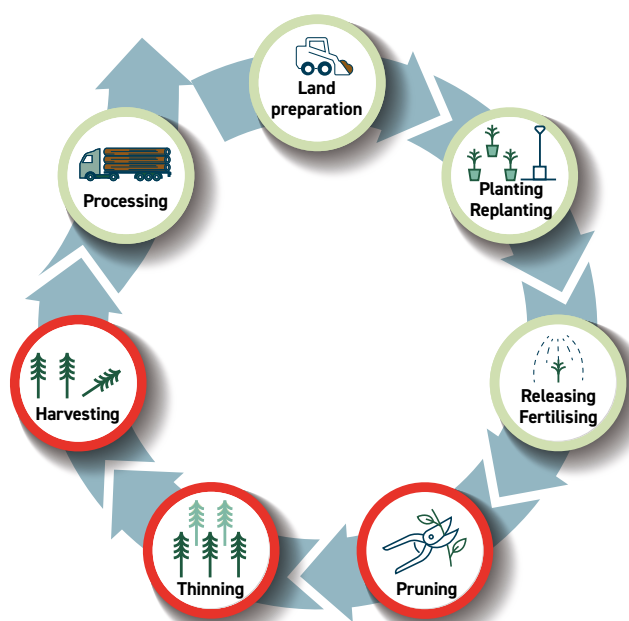 Land
preparation
Planting
Replanting
Releasing
Fertilising
Pruning
Thinning
Harvesting
Processing